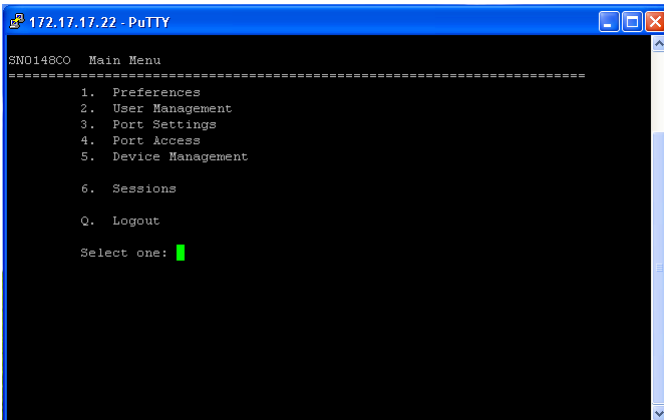 172.17.17.22 - PuTTY
SN0148CO Main Menu
========================================================================
1. Preferences
2. User Management
3. Port Settings
4. Port Access
5. Device Management
6. Sessions
Q. Logout
Select one: